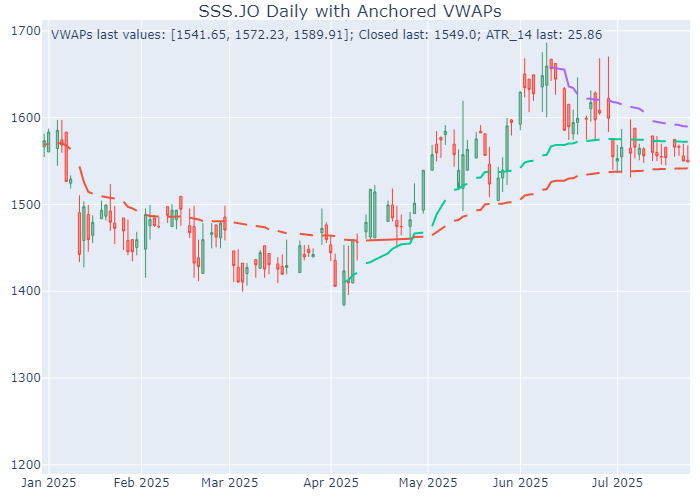 SSS.JO Daily with Anchored VWAPs
VWAPs last values: [1541.65, 1572.23, 1589.91]; Closed last: 1549.0; ATR_14 last: 25.86
1700
1600
1500
1400
1300
1200
Jan 2025 Feb 2025 Mar 2025 Apr 2025 May 2025 Jun 2025 Jul 2025